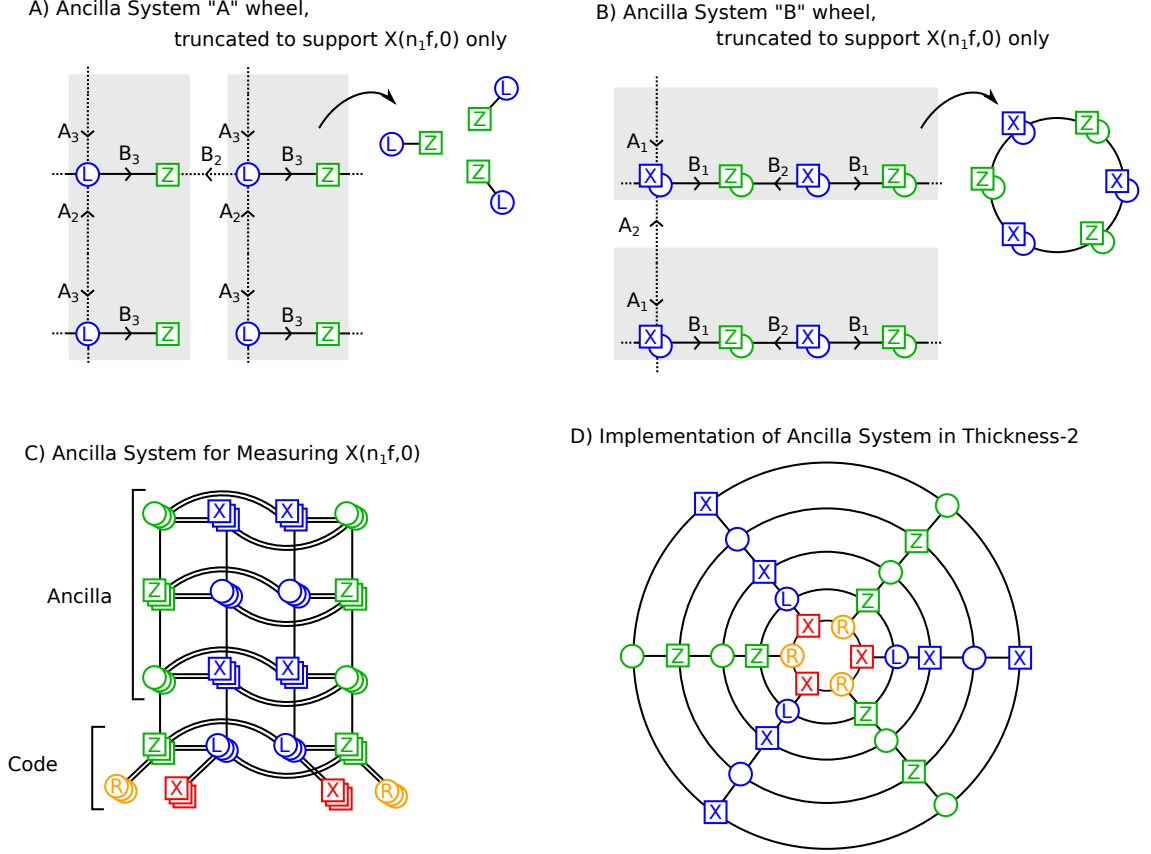 A) Ancilla System "A" wheel,
truncated to support X(n₁f,0) only
A₃ A₃
B₃ B₂ B₃
L Z L Z
A₂ A₂
A₃ A₃
B₃ B₃
L Z L Z
L
Z
L Z
Z
L
B) Ancilla System "B" wheel,
truncated to support X(n₁f,0) only
A₁
B₁ B₂ B₁
X Z X Z
A₂
A₁
B₁ B₂ B₁
X Z X Z
X Z
Z X
X Z
C) Ancilla System for Measuring X(n₁f,0)
X X
Ancilla
Z Z
X X
Code
Z L L Z
R X X R
D) Implementation of Ancilla System in Thickness-2
X
Z
X
L Z
X R
Z Z R X L X X
X R
L Z
X
Z
X